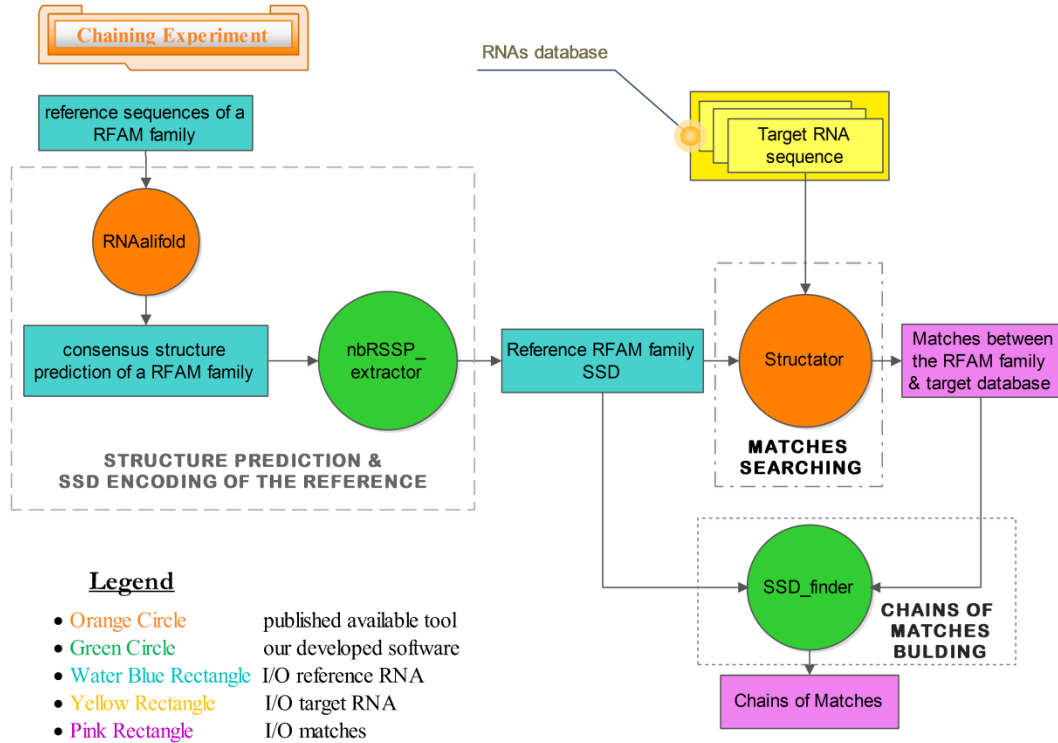 Chaining Experiment
RNAs database
reference sequences of a
RFAM family
Target RNA
sequence
RNAalifold
consensus structure
prediction of a RFAM family
nbRSSP_
extractor
Reference RFAM family
SSD
Structator
Matches between
the RFAM family
& target database
STRUCTURE PREDICTION &
SSD ENCODING OF THE REFERENCE
MATCHES
SEARCHING
SSD_finder
CHAINS OF
MATCHES
BULDING
Chains of Matches
Legend
• Orange Circle published available tool
• Green Circle our developed software
• Water Blue Rectangle I/O reference RNA
• Yellow Rectangle I/O target RNA
• Pink Rectangle I/O matches